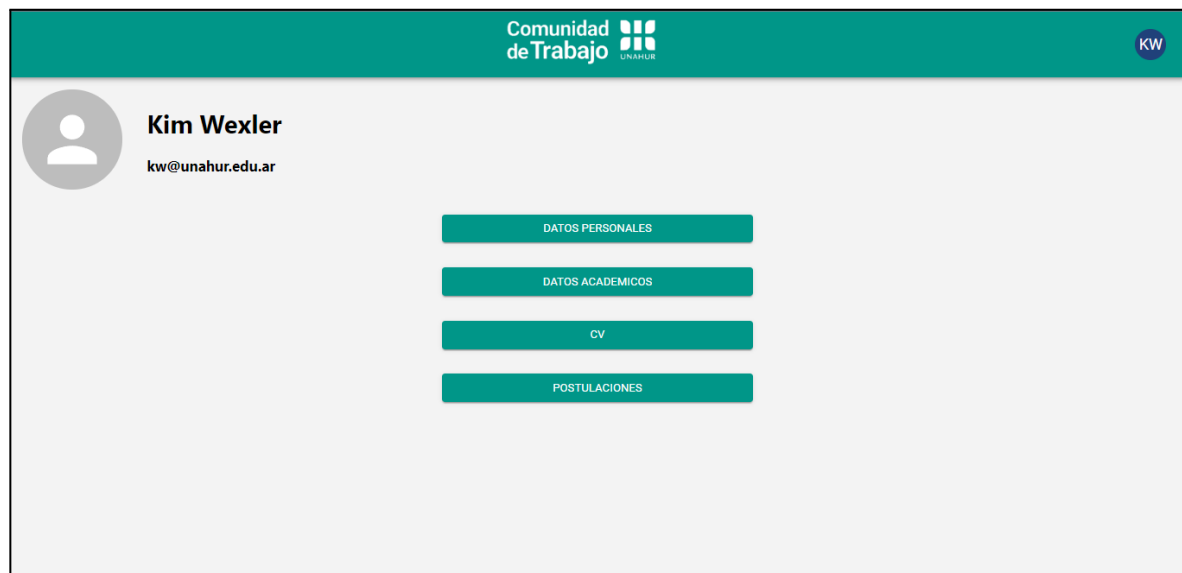 Comunidad
de Trabajo
UNAHUR
KW
Kim Wexler
kw@unahur.edu.ar
DATOS PERSONALES
DATOS ACADEMICOS
CV
POSTULACIONES